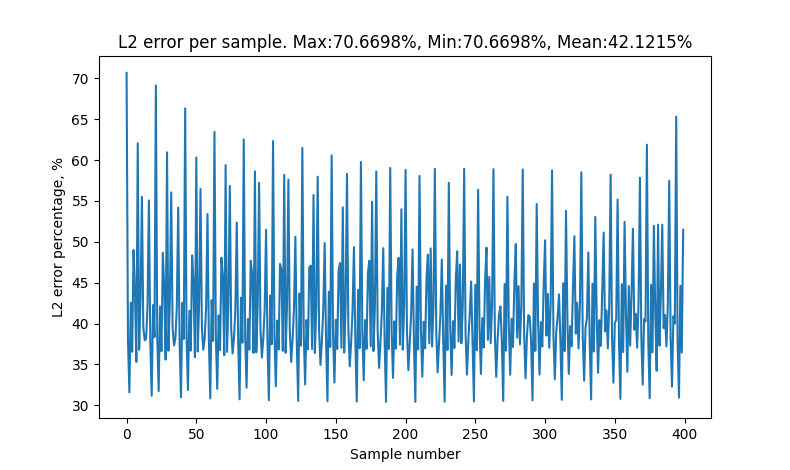 L2 error per sample. Max:70.6698%, Min:70.6698%, Mean:42.1215%
L2 error percentage, %
70
65
60
55
50
45
40
35
30
0 50 100 150 200 250 300 350 400
Sample number